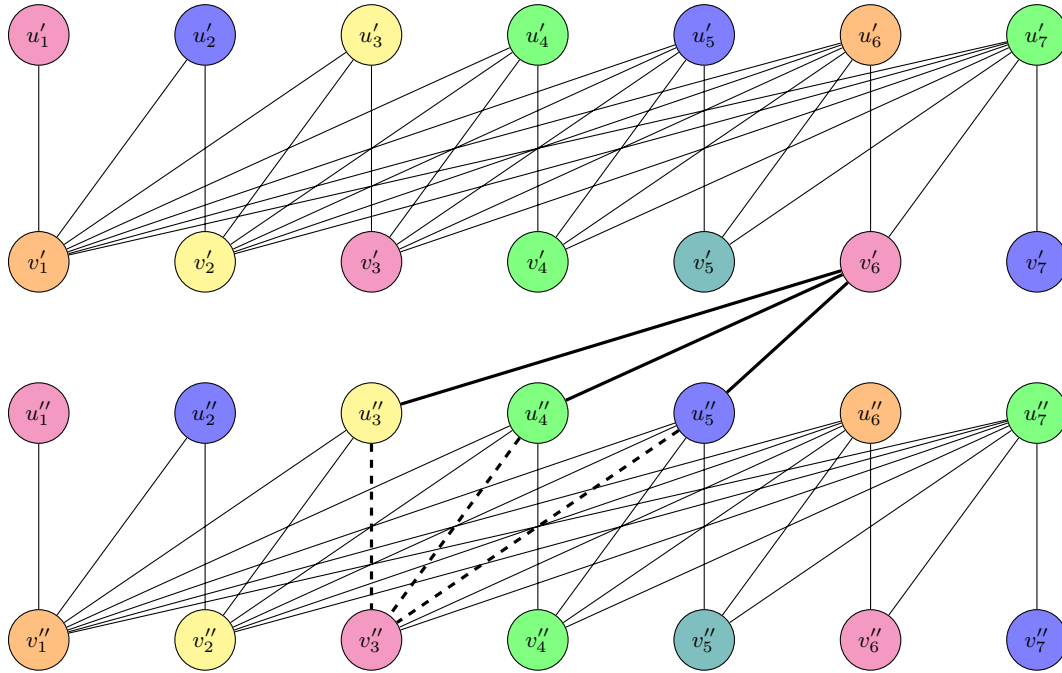 u′₁ u′₂ u′₃ u′₄ u′₅ u′₆ u′₇
v′₁ v′₂ v′₃ v′₄ v′₅ v′₆ v′₇
u″₁ u″₂ u″₃ u″₄ u″₅ u″₆ u″₇
v″₁ v″₂ v″₃ v″₄ v″₅ v″₆ v″₇